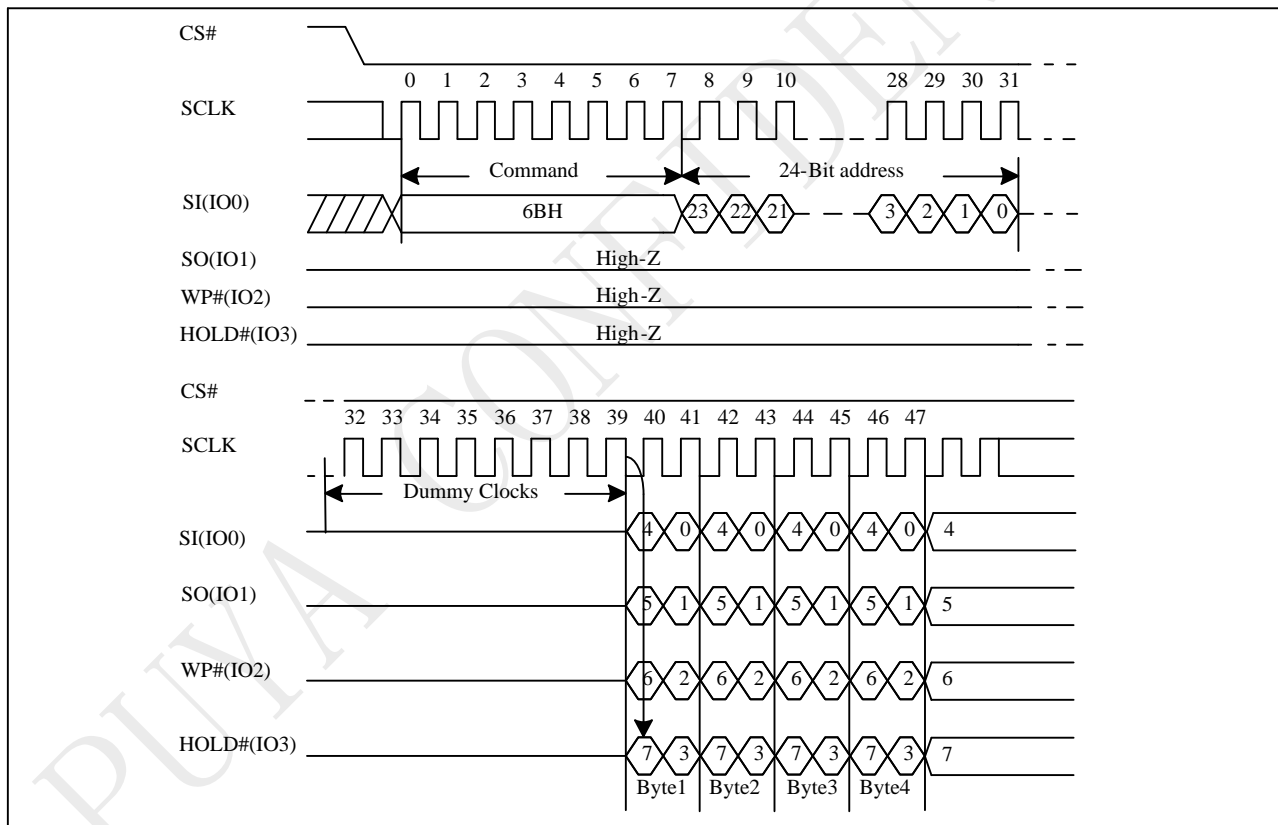 CS#
0 1 2 3 4 5 6 7 8 9 10 28 29 30 31
SCLK
Command 24-Bit address
SI(IO0) 6BH 23 22 21 3 2 1 0
SO(IO1) High-Z
WP#(IO2) High-Z
HOLD#(IO3) High-Z
CS#
32 33 34 35 36 37 38 39 40 41 42 43 44 45 46 47
SCLK
Dummy Clocks
SI(IO0) 4 0 4 0 4 0 4 0 4
SO(IO1) 5 1 5 1 5 1 5 1 5
WP#(IO2) 6 2 6 2 6 2 6 2 6
HOLD#(IO3) 7 3 7 3 7 3 7 3 7
Byte1 Byte2 Byte3 Byte4
PUYA CONFIDEN